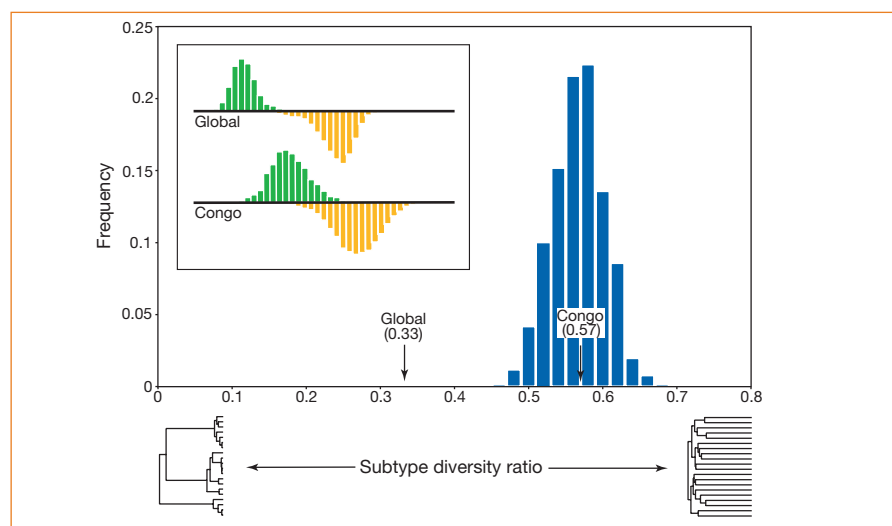 0.25
0.2
0.15
0.1
0.05
0
Frequency
Global
Congo
Global
(0.33)
Congo
(0.57)
0 0.1 0.2 0.3 0.4 0.5 0.6 0.7 0.8
Subtype diversity ratio